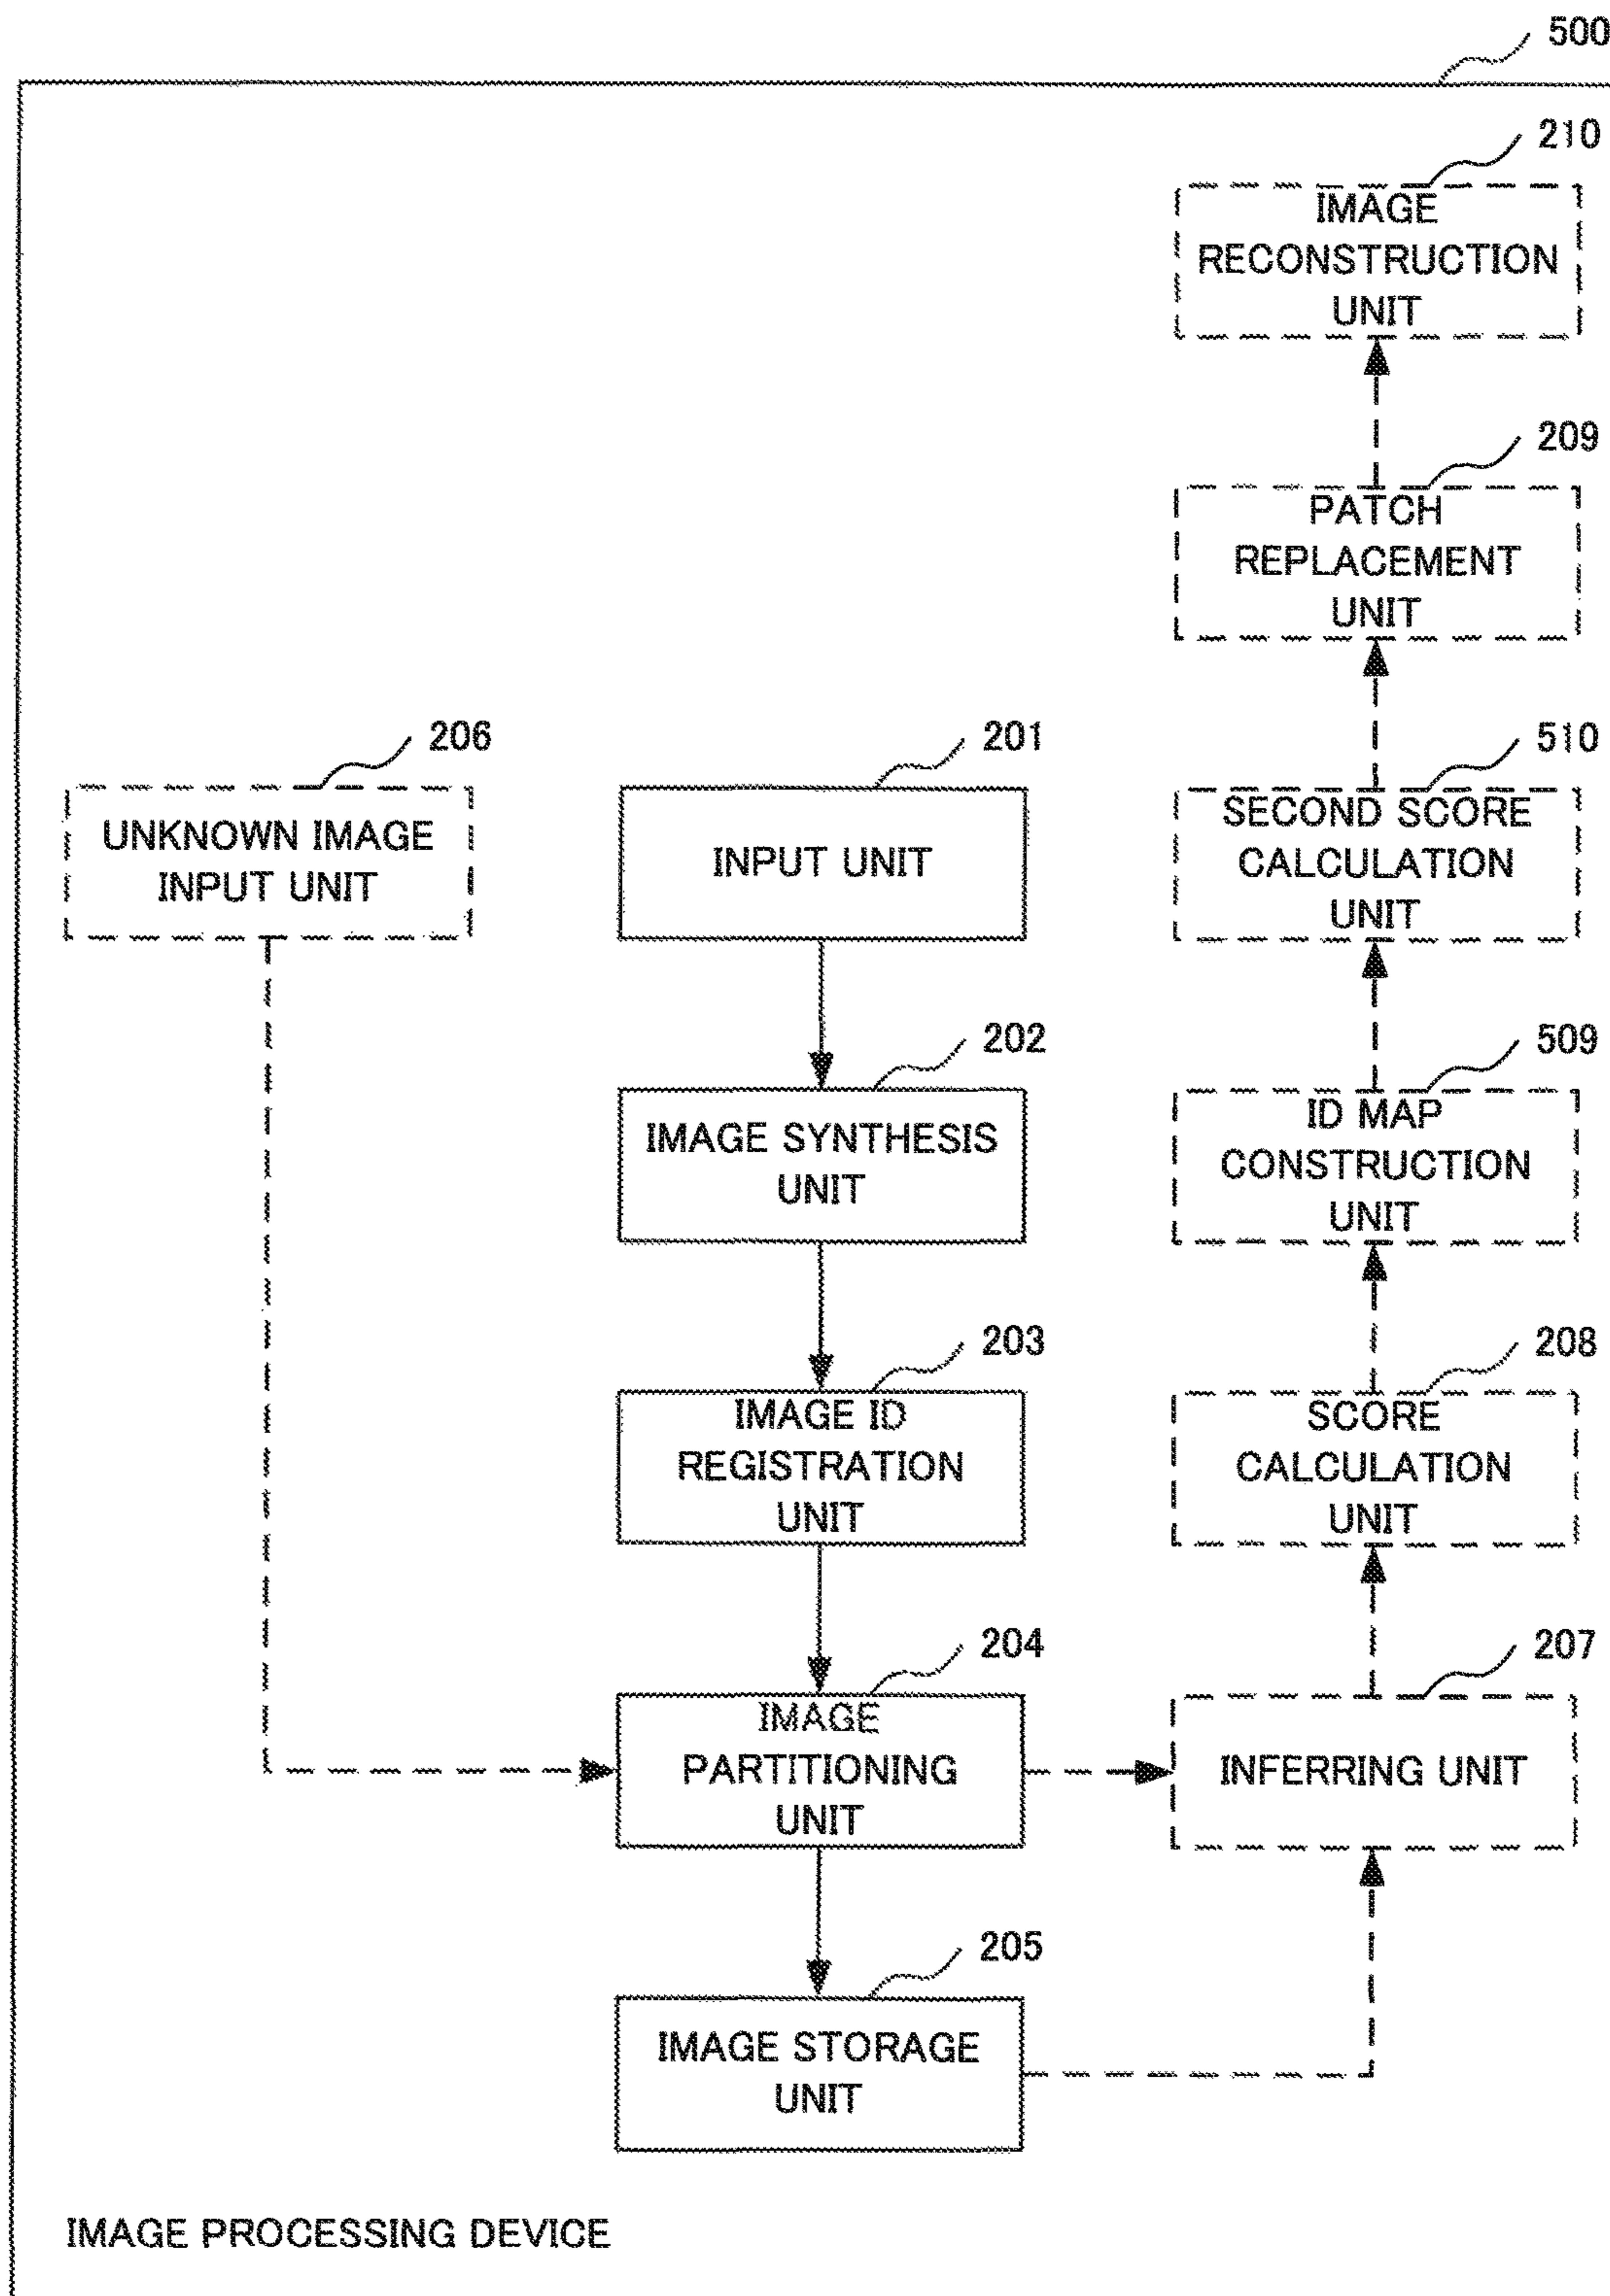 500
210
IMAGE
RECONSTRUCTION
UNIT
209
PATCH
REPLACEMENT
UNIT
206
UNKNOWN IMAGE
INPUT UNIT
201
INPUT UNIT
510
SECOND SCORE
CALCULATION
UNIT
202
IMAGE SYNTHESIS
UNIT
509
ID MAP
CONSTRUCTION
UNIT
203
IMAGE ID
REGISTRATION
UNIT
208
SCORE
CALCULATION
UNIT
204
IMAGE
PARTITIONING
UNIT
207
INFERRING UNIT
205
IMAGE STORAGE
UNIT
IMAGE PROCESSING DEVICE